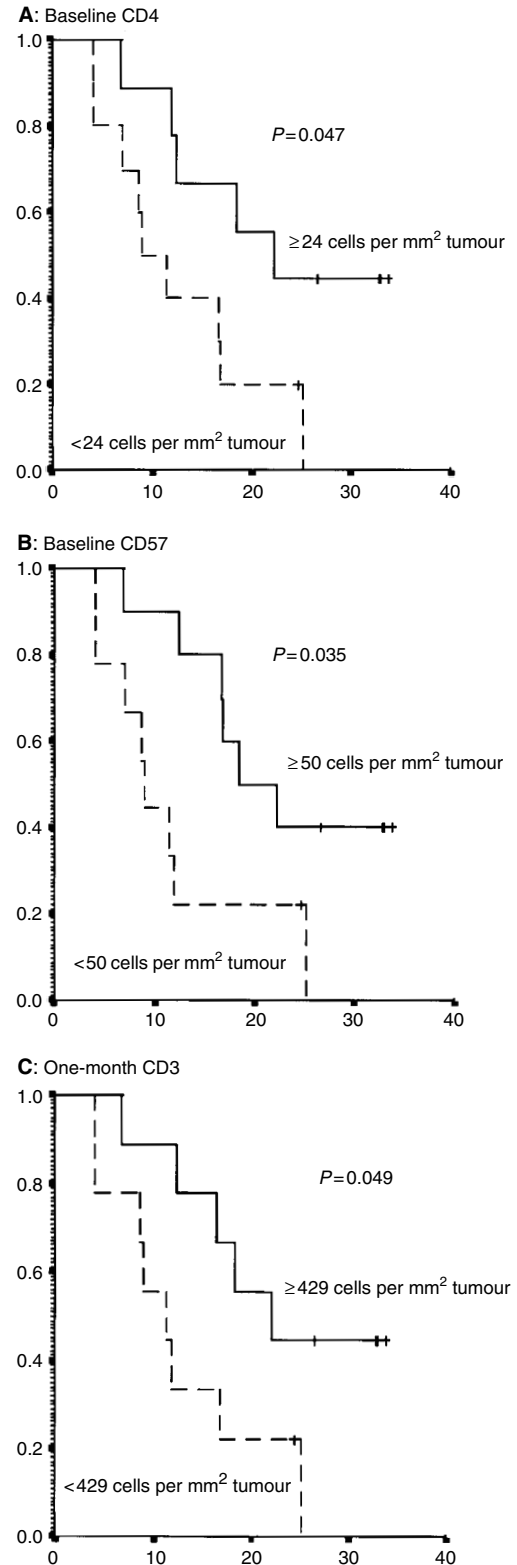 A: Baseline CD4
1.0
0.8
P=0.047
0.6
≥24 cells per mm² tumour
0.4
0.2
<24 cells per mm² tumour
0.0
0 10 20 30 40
B: Baseline CD57
1.0
0.8
P=0.035
0.6
≥50 cells per mm² tumour
0.4
0.2
<50 cells per mm² tumour
0.0
0 10 20 30 40
C: One-month CD3
1.0
P=0.049
0.8
0.6
≥429 cells per mm² tumour
0.4
0.2
<429 cells per mm² tumour
0.0
0 10 20 30 40